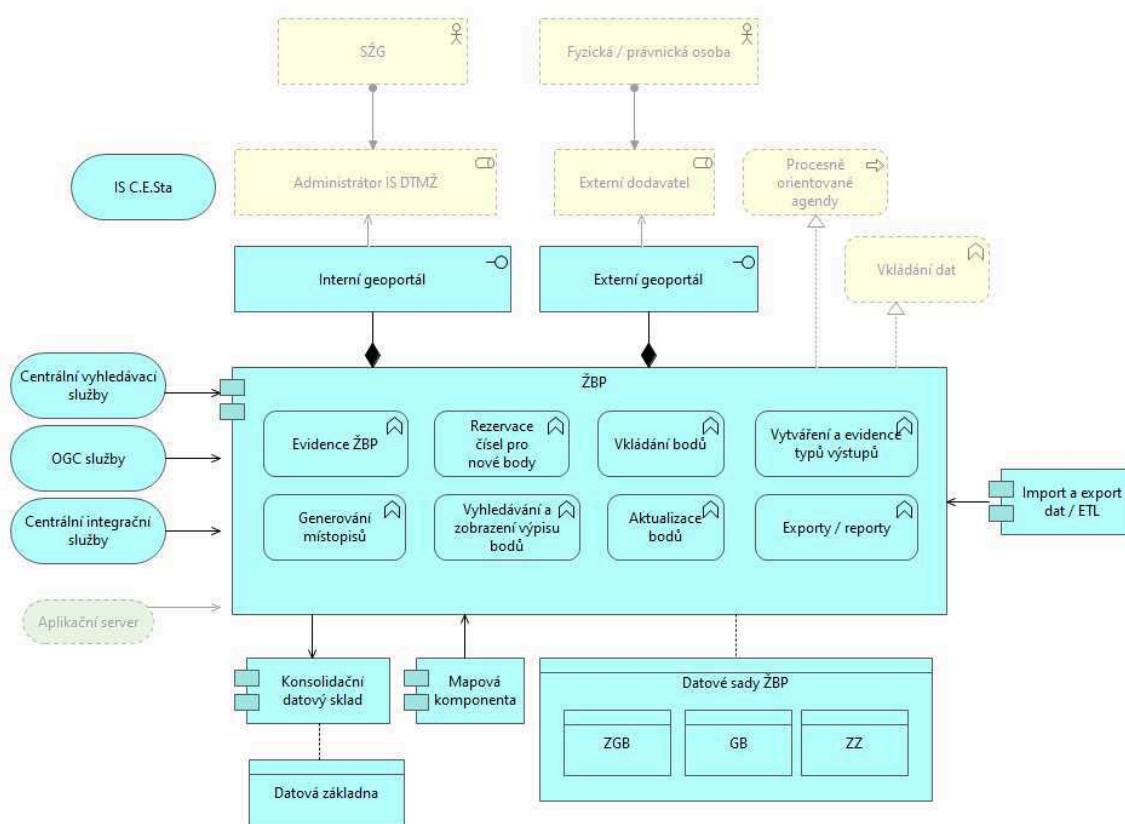 SŽG
Fyzická / právnická osoba
IS C.E.Sta
Administrátor IS DTMŽ
Externí dodavatel
Procesně
orientované
agendy
Vkládání dat
Interní geoportál
Externí geoportál
Centrální vyhledávací
služby
OGC služby
Centrální integrační
služby
Aplikační server
ŽBP
Evidence ŽBP
Rezervace
čísel pro
nové body
Vkládání bodů
Vytváření a evidence
typů výstupů
Generování
místopisů
Vyhledávání a
zobrazení výpisu
bodů
Aktualizace
bodů
Exporty / reporty
Import a export
dat / ETL
Konsolidační
datový sklad
Mapová
komponenta
Datové sady ŽBP
ZGB
GB
ZZ
Datová základna